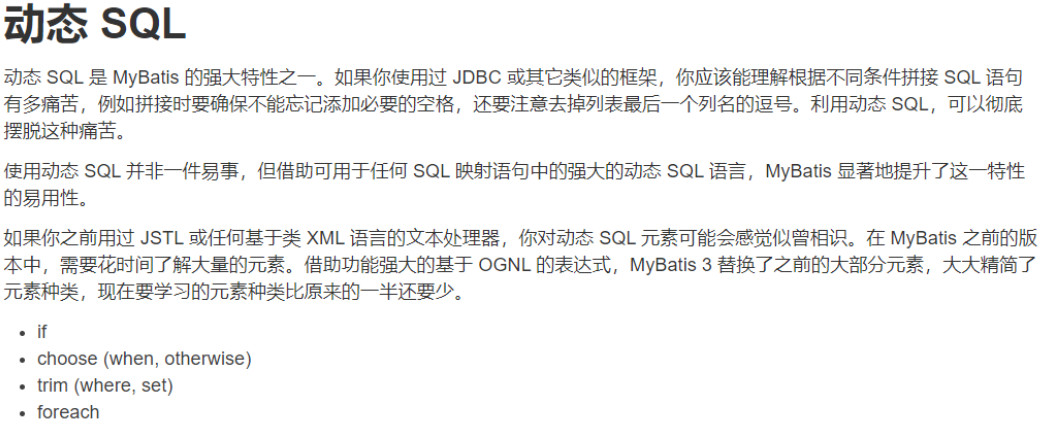 动态 SQL
动态 SQL 是 MyBatis 的强大特性之一。如果你使用过 JDBC 或其它类似的框架，你应该能理解根据不同条件拼接 SQL 语句
有多痛苦，例如拼接时要确保不能忘记添加必要的空格，还要注意去掉列表最后一个列名的逗号。利用动态 SQL，可以彻底
摆脱这种痛苦。
使用动态 SQL 并非一件易事，但借助可用于任何 SQL 映射语句中的强大的动态 SQL 语言，MyBatis 显著地提升了这一特性
的易用性。
如果你之前用过 JSTL 或任何基于类 XML 语言的文本处理器，你对动态 SQL 元素可能会感觉似曾相识。在 MyBatis 之前的版
本中，需要花时间了解大量的元素。借助功能强大的基于 OGNL 的表达式，MyBatis 3 替换了之前的大部分元素，大大精简了
元素种类，现在要学习的元素种类比原来的一半还要少。
• if
• choose (when, otherwise)
• trim (where, set)
• foreach